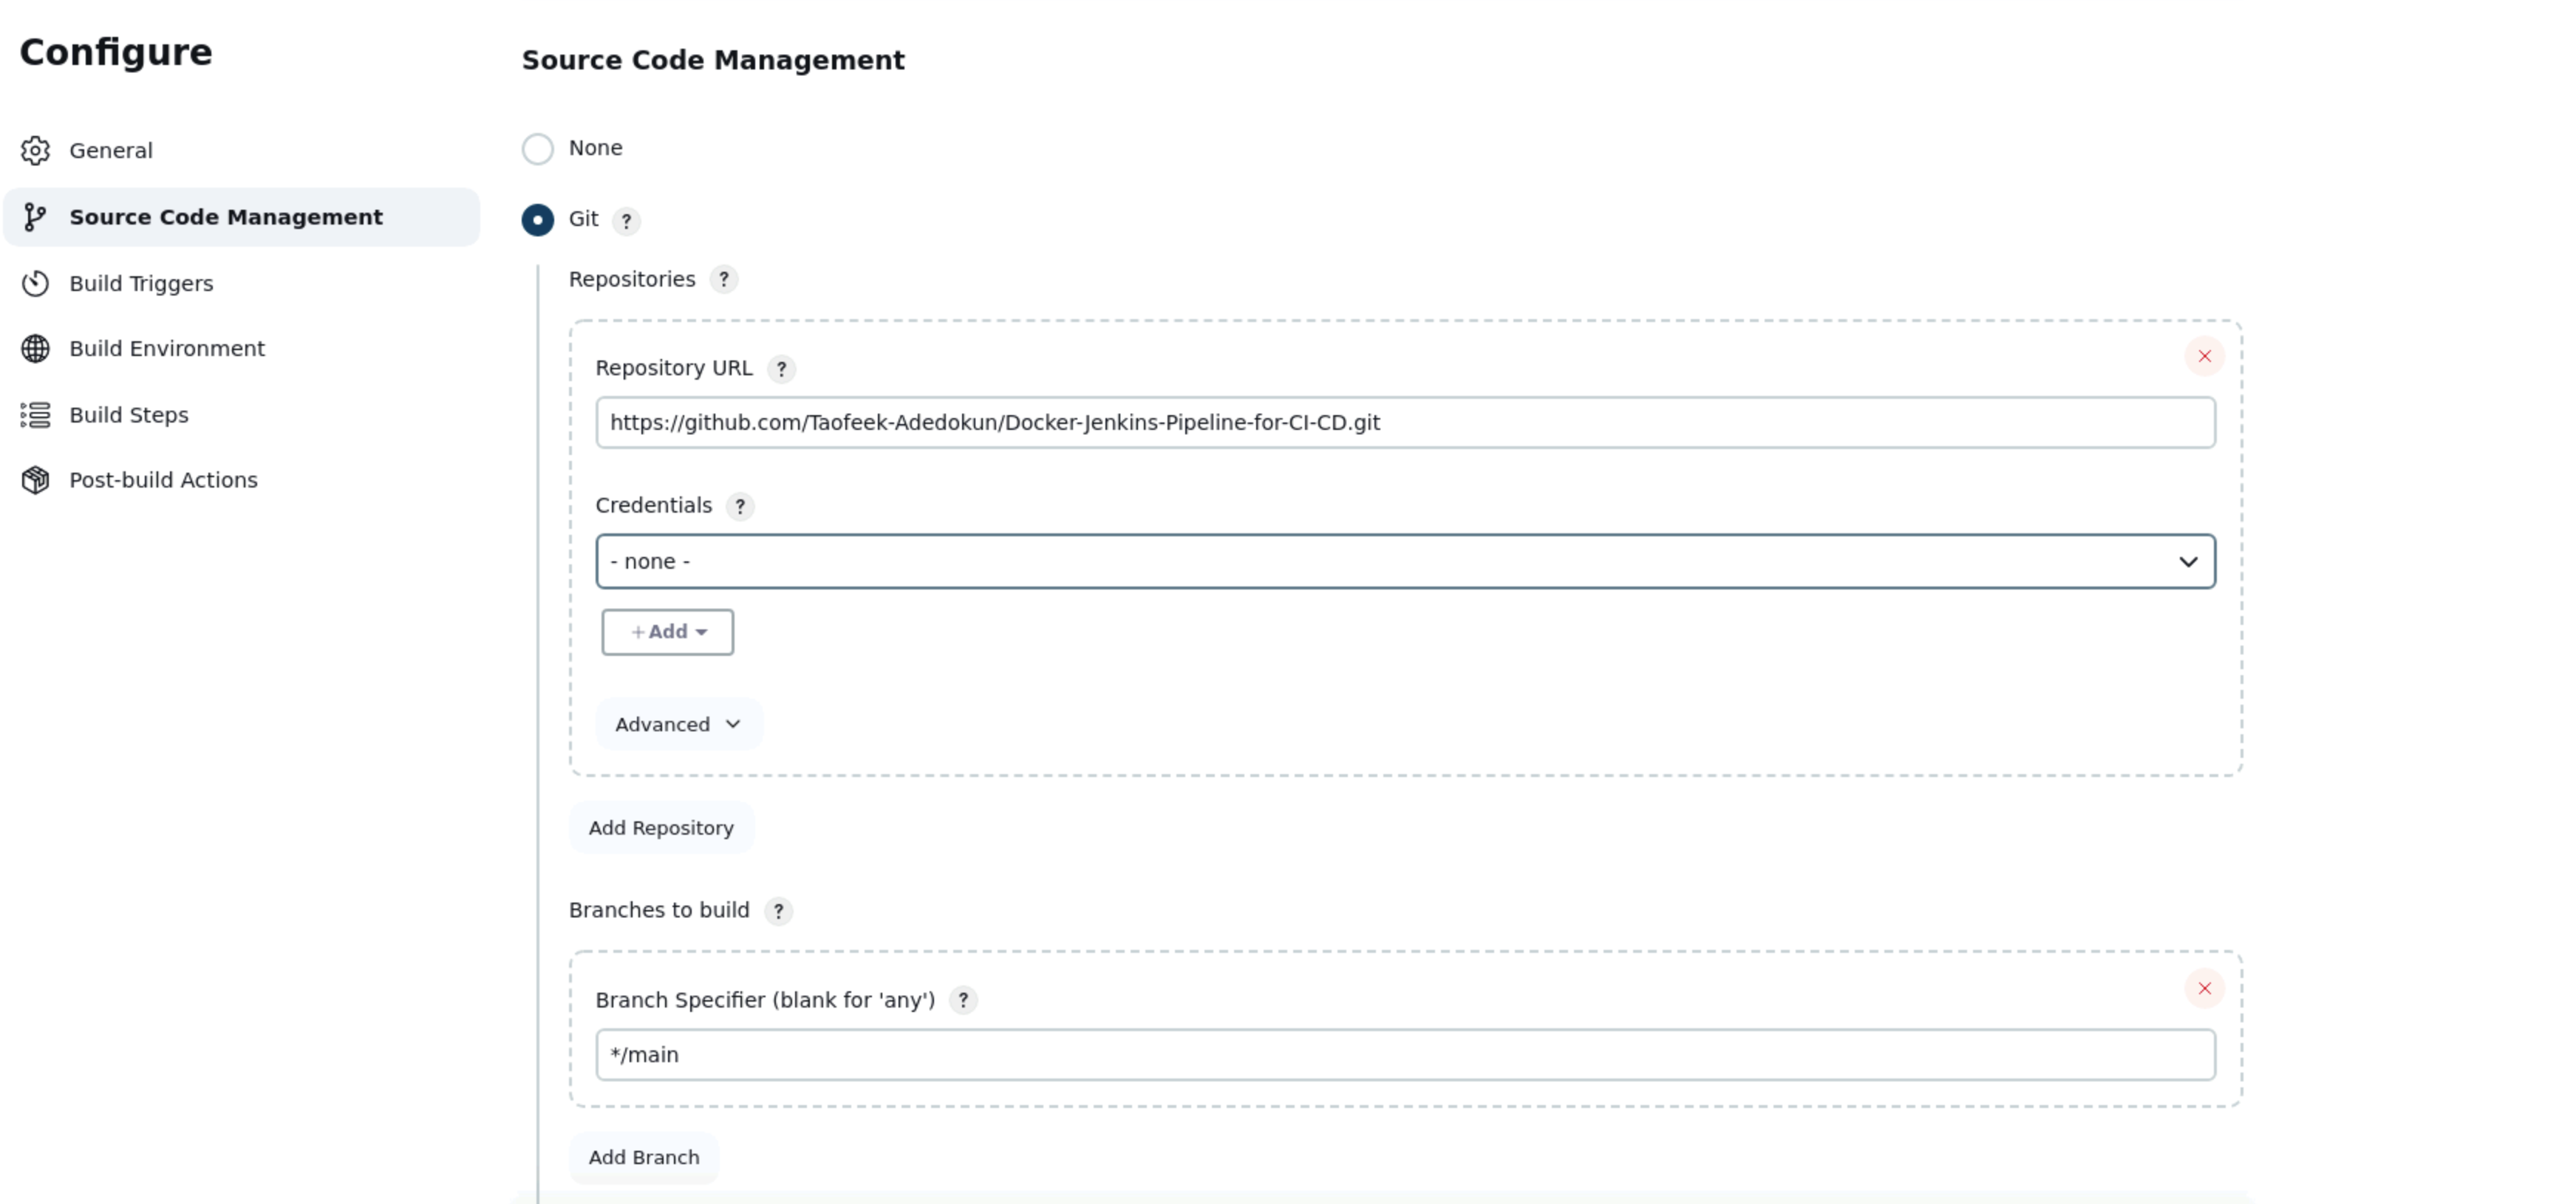 Configure
General
Source Code Management
Build Triggers
Build Environment
Build Steps
Post-build Actions
Source Code Management
None
Git ?
Repositories ?
Repository URL ?
https://github.com/Taofeek-Adedokun/Docker-Jenkins-Pipeline-for-CI-CD.git
Credentials ?
- none -
+ Add
Advanced
Add Repository
Branches to build ?
Branch Specifier (blank for 'any') ?
*/main
Add Branch